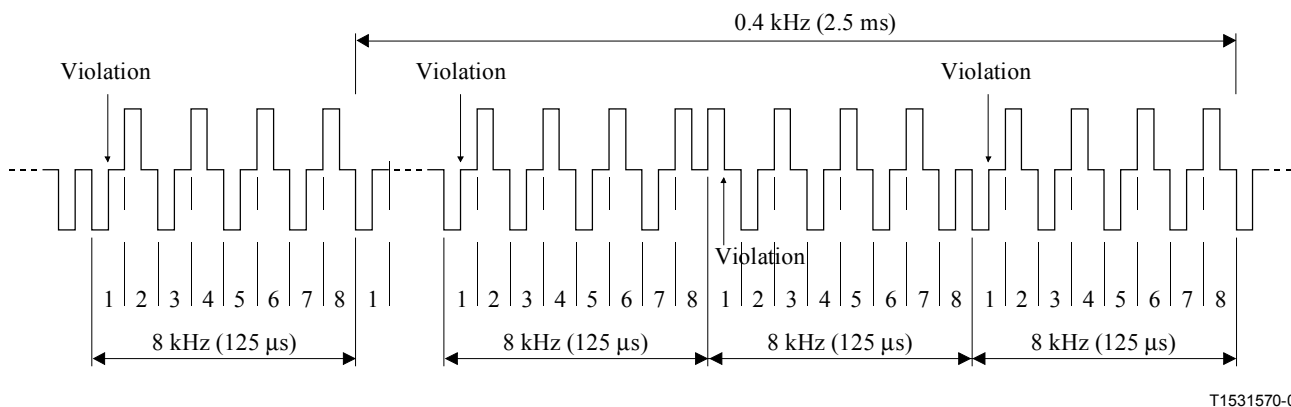 0.4 kHz (2.5 ms)
Violation Violation Violation
Violation
1 2 3 4 5 6 7 8 1 1 2 3 4 5 6 7 8 1 2 3 4 5 6 7 8 1 2 3 4 5 6 7 8
8 kHz (125 µs) 8 kHz (125 µs) 8 kHz (125 µs) 8 kHz (125 µs)
T1531570-0